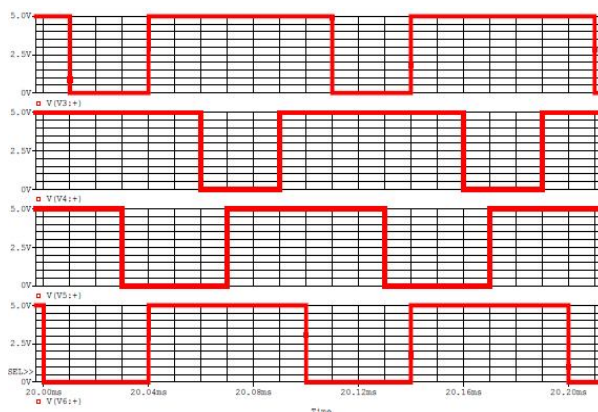 5.0V
2.5V
0V
V(V3:+)
5.0V
2.5V
0V
V(V4:+)
5.0V
2.5V
0V
V(V5:+)
5.0V
2.5V
SEL>>
0V
20.00ms 20.04ms 20.08ms 20.12ms 20.16ms 20.20ms
V(V6:+)
Time